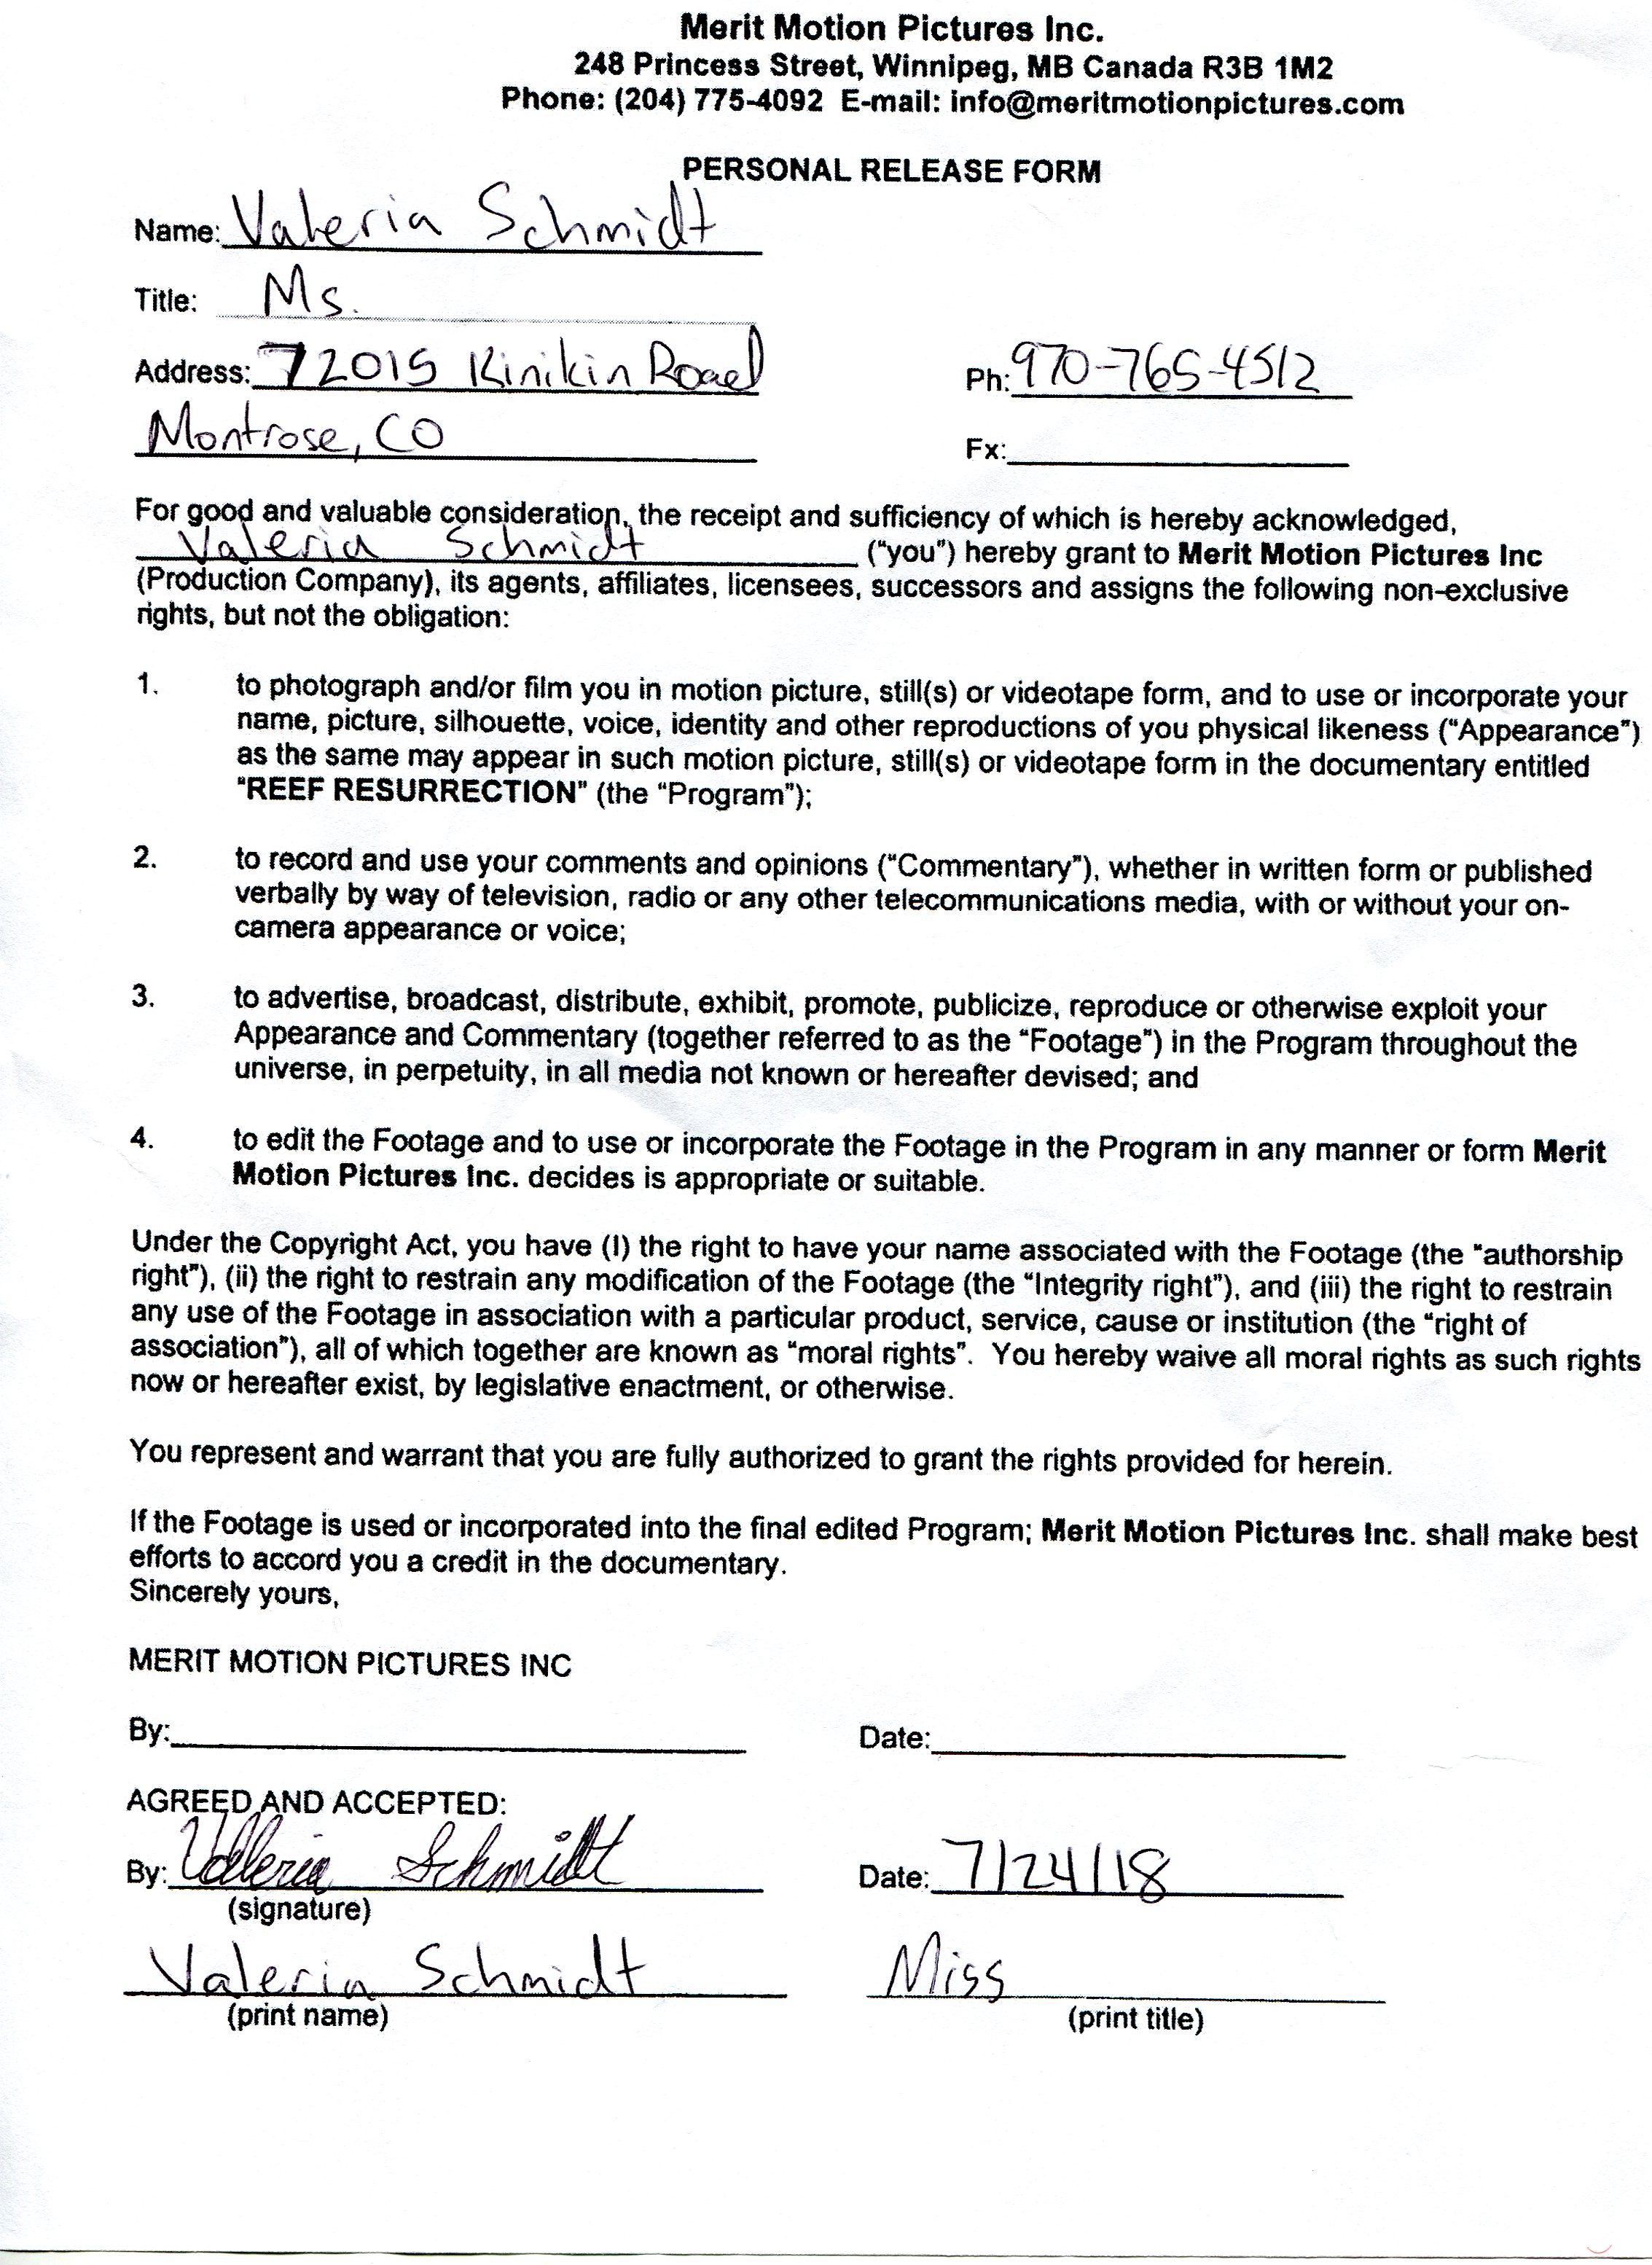 Merit Motion Pictures Inc.
248 Princess Street, Winnipeg, MB Canada R3B 1M2
Phone: (204) 775-4092 E-mail: info@meritmotionpictures.com
PERSONAL RELEASE FORM
Name: Valeria Schmidt
Title: Ms.
Address: 72015 Kinikin Road Ph: 970-765-4512
Montrose, CO Fx:
For good and valuable consideration, the receipt and sufficiency of which is hereby acknowledged,
Valeria Schmidt ("you") hereby grant to Merit Motion Pictures Inc
(Production Company), its agents, affiliates, licensees, successors and assigns the following non-exclusive
rights, but not the obligation:
1. to photograph and/or film you in motion picture, still(s) or videotape form, and to use or incorporate your
name, picture, silhouette, voice, identity and other reproductions of you physical likeness ("Appearance")
as the same may appear in such motion picture, still(s) or videotape form in the documentary entitled
"REEF RESURRECTION" (the "Program");
2. to record and use your comments and opinions ("Commentary"), whether in written form or published
verbally by way of television, radio or any other telecommunications media, with or without your on-
camera appearance or voice;
3. to advertise, broadcast, distribute, exhibit, promote, publicize, reproduce or otherwise exploit your
Appearance and Commentary (together referred to as the "Footage") in the Program throughout the
universe, in perpetuity, in all media not known or hereafter devised; and
4. to edit the Footage and to use or incorporate the Footage in the Program in any manner or form Merit
Motion Pictures Inc. decides is appropriate or suitable.
Under the Copyright Act, you have (I) the right to have your name associated with the Footage (the "authorship
right"), (ii) the right to restrain any modification of the Footage (the "Integrity right"), and (iii) the right to restrain
any use of the Footage in association with a particular product, service, cause or institution (the "right of
association"), all of which together are known as "moral rights". You hereby waive all moral rights as such rights
now or hereafter exist, by legislative enactment, or otherwise.
You represent and warrant that you are fully authorized to grant the rights provided for herein.
If the Footage is used or incorporated into the final edited Program; Merit Motion Pictures Inc. shall make best
efforts to accord you a credit in the documentary.
Sincerely yours,
MERIT MOTION PICTURES INC
By: Date:
AGREED AND ACCEPTED:
By: Valeria Schmidt Date: 7/24/18
(signature)
Valeria Schmidt Miss
(print name) (print title)